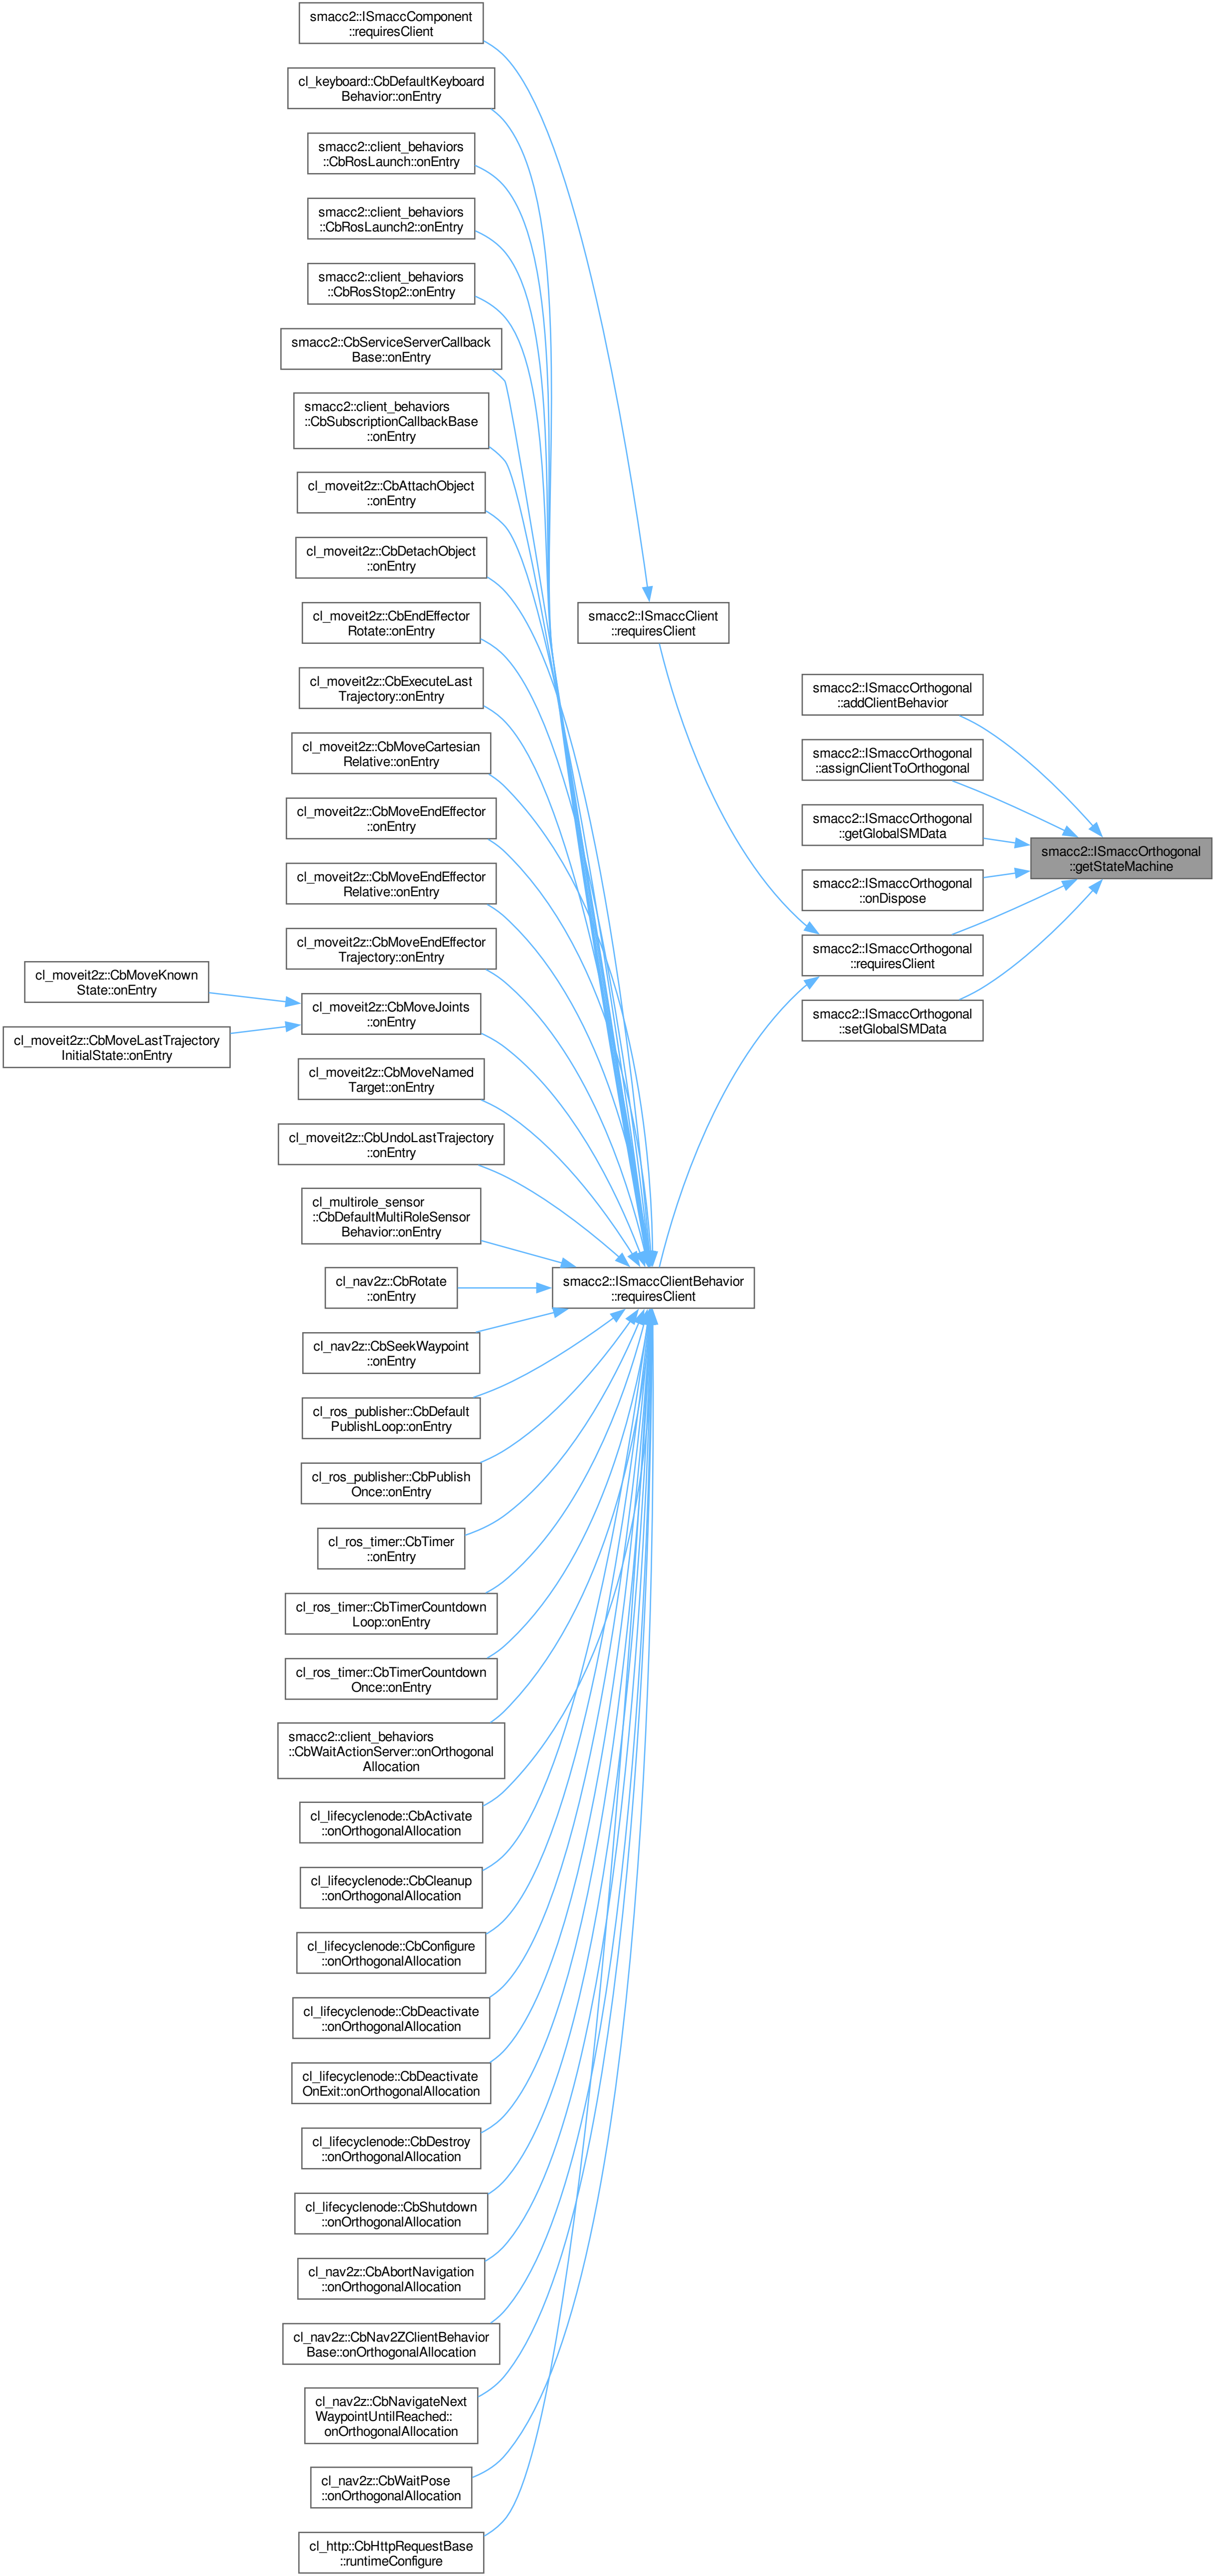 smacc2::ISmaccComponent
::requiresClient
cl_keyboard::CbDefaultKeyboard
Behavior::onEntry
smacc2::client_behaviors
::CbRosLaunch::onEntry
smacc2::client_behaviors
::CbRosLaunch2::onEntry
smacc2::client_behaviors
::CbRosStop2::onEntry
smacc2::CbServiceServerCallback
Base::onEntry
smacc2::client_behaviors
::CbSubscriptionCallbackBase
::onEntry
cl_moveit2z::CbAttachObject
::onEntry
cl_moveit2z::CbDetachObject
::onEntry
cl_moveit2z::CbEndEffector
Rotate::onEntry
cl_moveit2z::CbExecuteLast
Trajectory::onEntry
cl_moveit2z::CbMoveCartesian
Relative::onEntry
cl_moveit2z::CbMoveEndEffector
::onEntry
cl_moveit2z::CbMoveEndEffector
Relative::onEntry
cl_moveit2z::CbMoveEndEffector
Trajectory::onEntry
cl_moveit2z::CbMoveKnown
State::onEntry
cl_moveit2z::CbMoveLastTrajectory
InitialState::onEntry
cl_moveit2z::CbMoveJoints
::onEntry
cl_moveit2z::CbMoveNamed
Target::onEntry
cl_moveit2z::CbUndoLastTrajectory
::onEntry
cl_multirole_sensor
::CbDefaultMultiRoleSensor
Behavior::onEntry
cl_nav2z::CbRotate
::onEntry
cl_nav2z::CbSeekWaypoint
::onEntry
cl_ros_publisher::CbDefault
PublishLoop::onEntry
cl_ros_publisher::CbPublish
Once::onEntry
cl_ros_timer::CbTimer
::onEntry
cl_ros_timer::CbTimerCountdown
Loop::onEntry
cl_ros_timer::CbTimerCountdown
Once::onEntry
smacc2::client_behaviors
::CbWaitActionServer::onOrthogonal
Allocation
cl_lifecyclenode::CbActivate
::onOrthogonalAllocation
cl_lifecyclenode::CbCleanup
::onOrthogonalAllocation
cl_lifecyclenode::CbConfigure
::onOrthogonalAllocation
cl_lifecyclenode::CbDeactivate
::onOrthogonalAllocation
cl_lifecyclenode::CbDeactivate
OnExit::onOrthogonalAllocation
cl_lifecyclenode::CbDestroy
::onOrthogonalAllocation
cl_lifecyclenode::CbShutdown
::onOrthogonalAllocation
cl_nav2z::CbAbortNavigation
::onOrthogonalAllocation
cl_nav2z::CbNav2ZClientBehavior
Base::onOrthogonalAllocation
cl_nav2z::CbNavigateNext
WaypointUntilReached::
onOrthogonalAllocation
cl_nav2z::CbWaitPose
::onOrthogonalAllocation
cl_http::CbHttpRequestBase
::runtimeConfigure
smacc2::ISmaccClient
::requiresClient
smacc2::ISmaccClientBehavior
::requiresClient
smacc2::ISmaccOrthogonal
::addClientBehavior
smacc2::ISmaccOrthogonal
::assignClientToOrthogonal
smacc2::ISmaccOrthogonal
::getGlobalSMData
smacc2::ISmaccOrthogonal
::onDispose
smacc2::ISmaccOrthogonal
::requiresClient
smacc2::ISmaccOrthogonal
::setGlobalSMData
smacc2::ISmaccOrthogonal
::getStateMachine